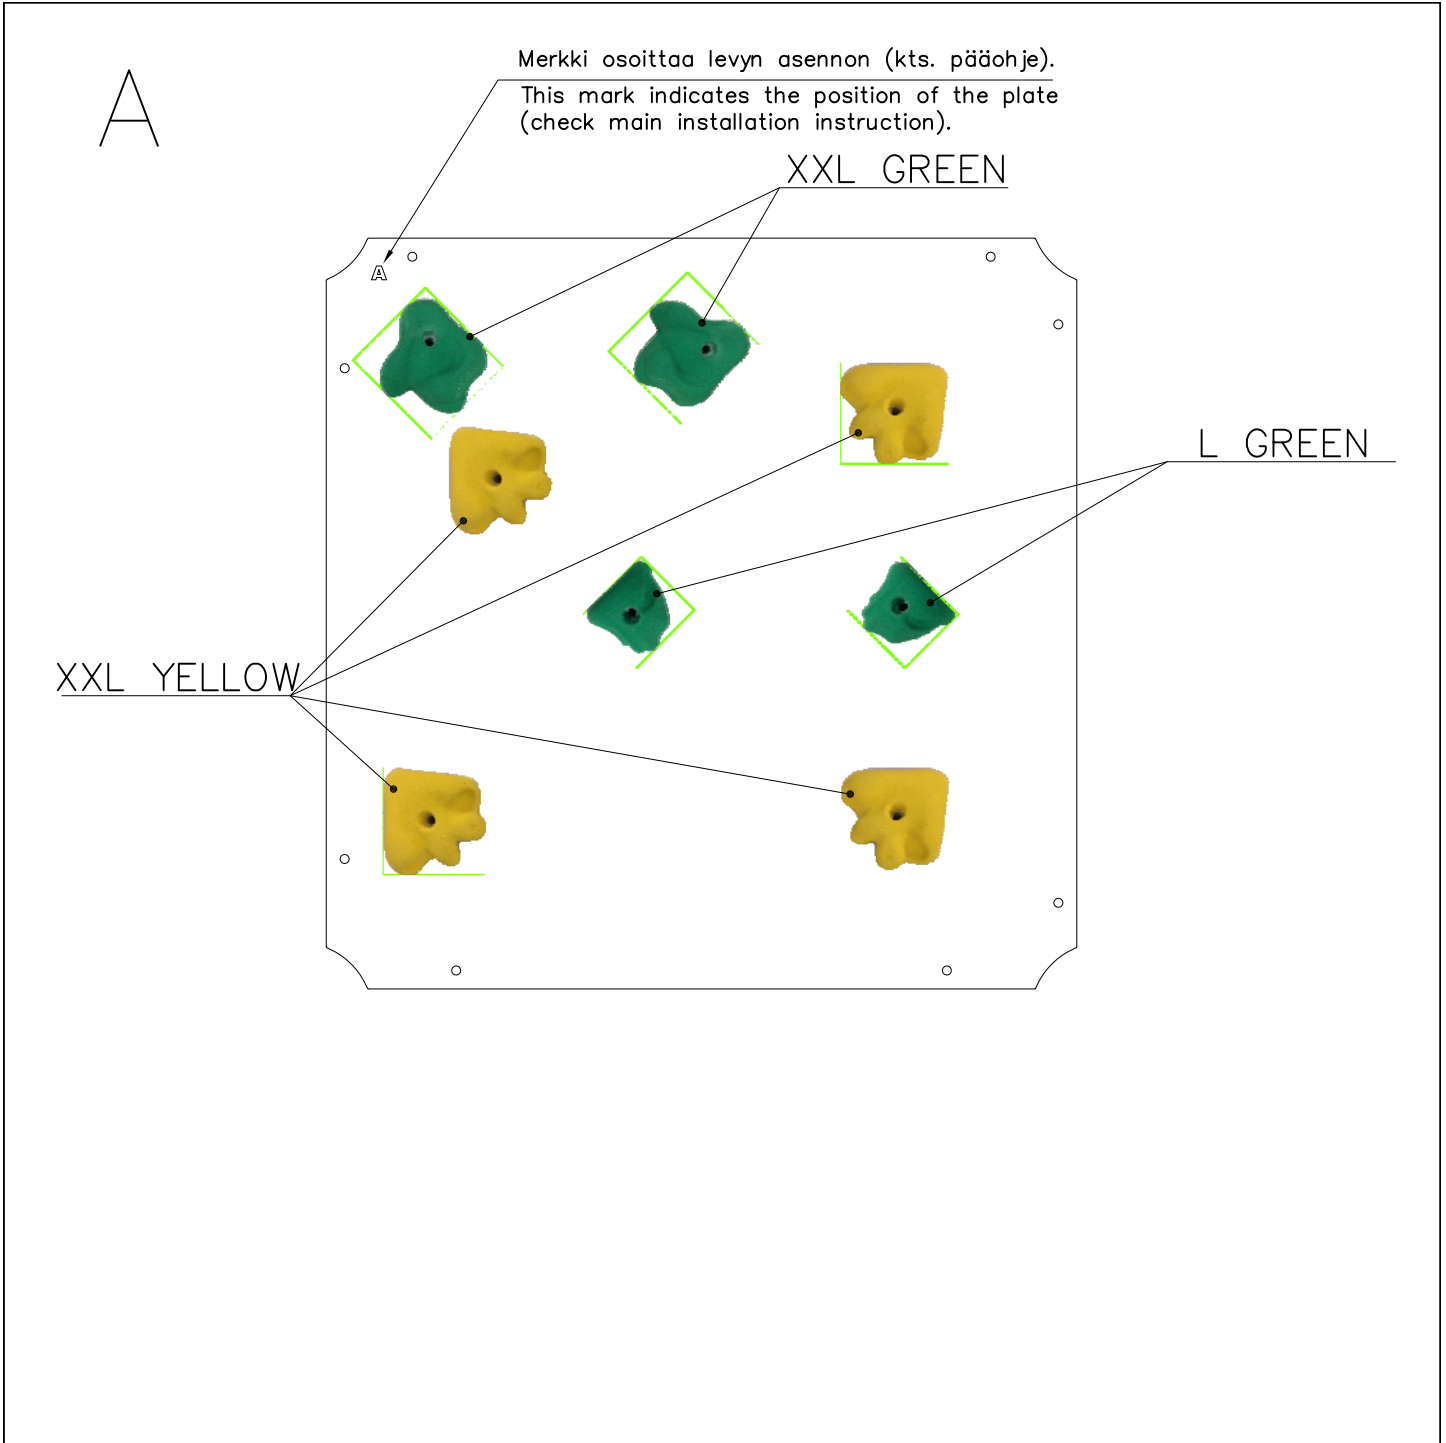 Merkki osoittaa levyn asennon (kts. pääohje).
A
This mark indicates the position of the plate
(check main installation instruction).
XXL GREEN
A
L GREEN
XXL YELLOW